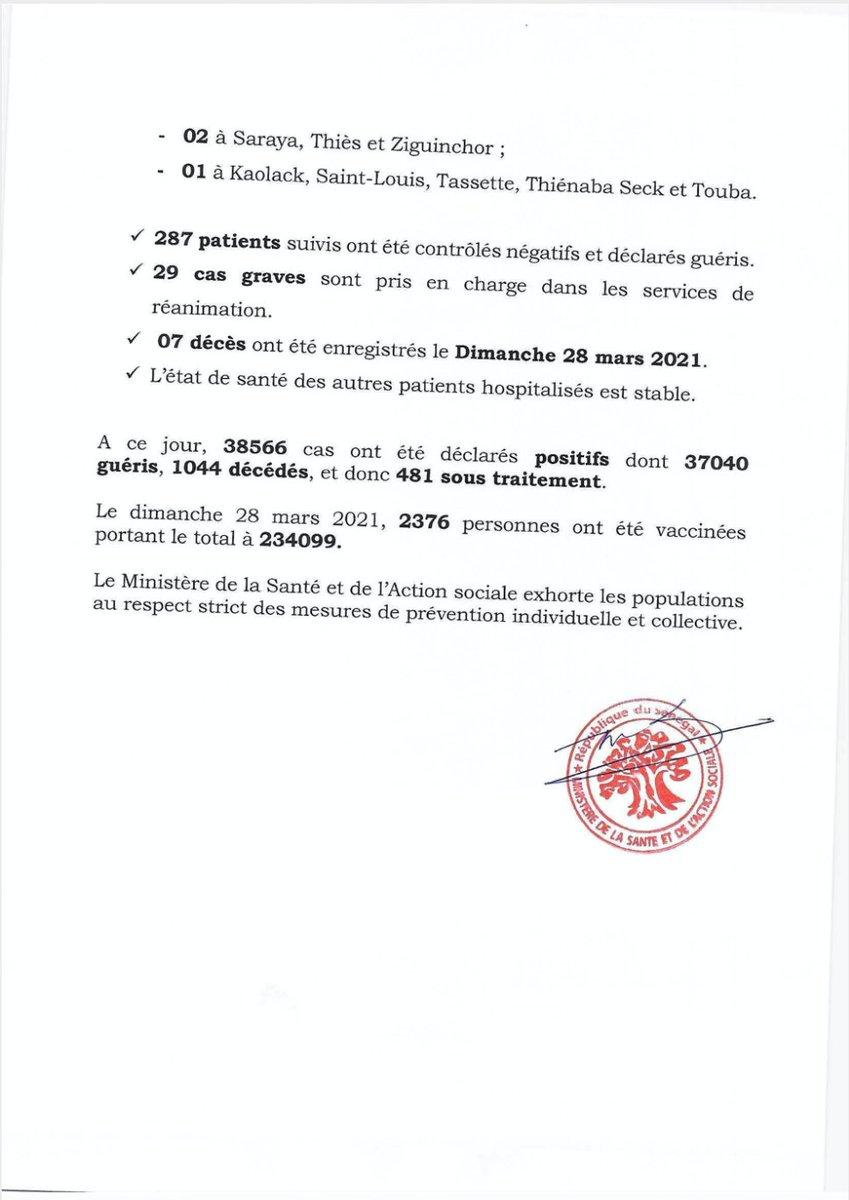 - 02 à Saraya, Thiès et Ziguinchor ;
- 01 à Kaolack, Saint-Louis, Tassette, Thiénaba Seck et Touba.
✓ 287 patients suivis ont été contrôlés négatifs et déclarés guéris.
✓ 29 cas graves sont pris en charge dans les services de
réanimation.
✓ 07 décès ont été enregistrés le Dimanche 28 mars 2021.
✓ L'état de santé des autres patients hospitalisés est stable.
A ce jour, 38566 cas ont été déclarés positifs dont 37040
guéris, 1044 décédés, et donc 481 sous traitement.
Le dimanche 28 mars 2021, 2376 personnes ont été vaccinées
portant le total à 234099.
Le Ministère de la Santé et de l'Action sociale exhorte les populations
au respect strict des mesures de prévention individuelle et collective.
★ République du Sénégal ★
MINISTERE DE LA SANTE ET DE L'ACTION SOCIALE